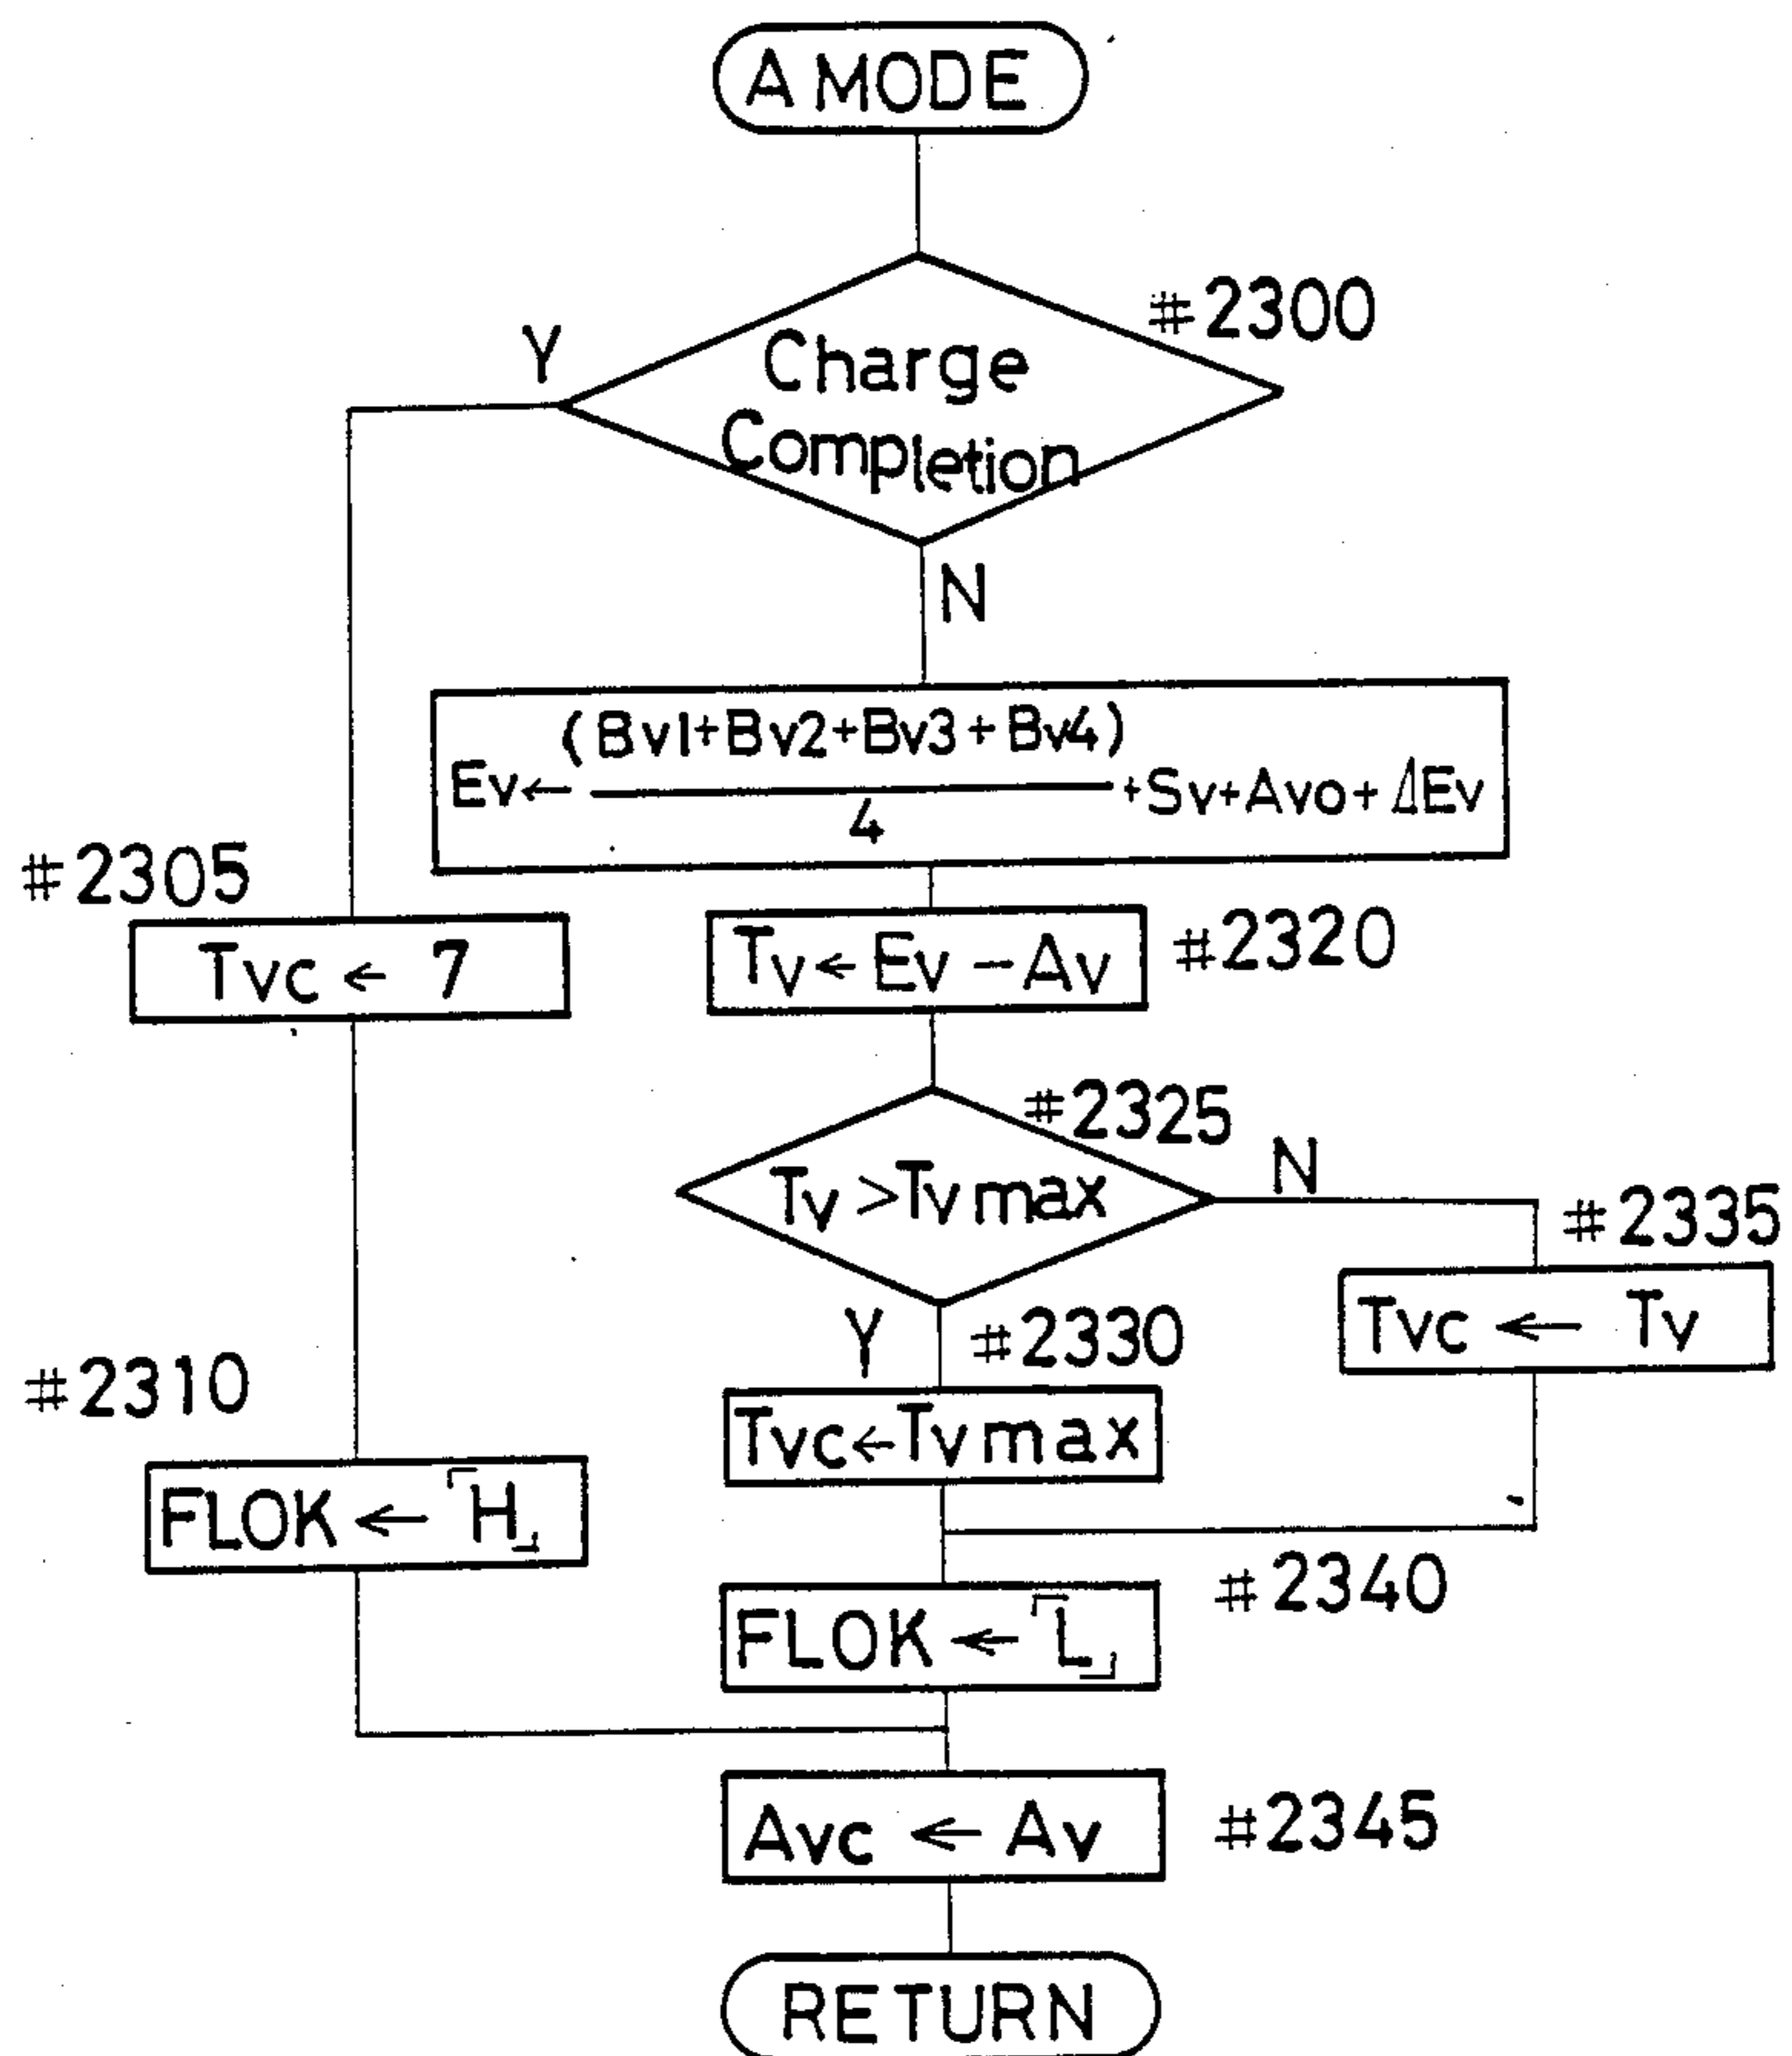 A MODE
#2300
Y
Charge
Completion
N
(Bv1+Bv2+Bv3+Bv4)
Ev← +Sv+Avo+ΔEv
4
#2305
Tvc ← 7
Tv←Ev-Av
#2320
#2325
Tv>Tvmax
N
#2335
Tvc ← Tv
Y
#2330
#2310
Tvc←Tvmax
FLOK ← 「H」
#2340
FLOK ← 「L」
Avc ← Av
#2345
RETURN